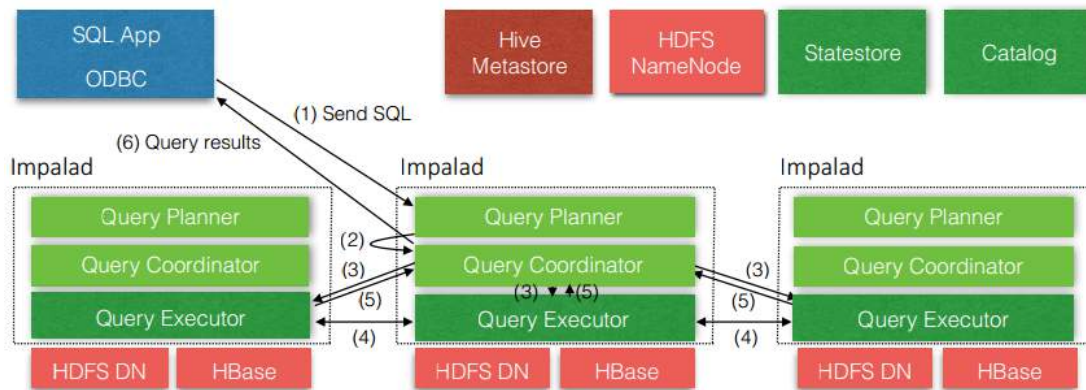 SQL App
ODBC
Hive
Metastore
HDFS
NameNode
Statestore
Catalog
(1) Send SQL
(6) Query results
Impalad
Impalad
Impalad
Query Planner
Query Planner
Query Planner
(2)
Query Coordinator
Query Coordinator
Query Coordinator
(3)
(3)
(3)
(5)
(5)
(5)
Query Executor
Query Executor
Query Executor
(4)
(4)
HDFS DN
HBase
HDFS DN
HBase
HDFS DN
HBase